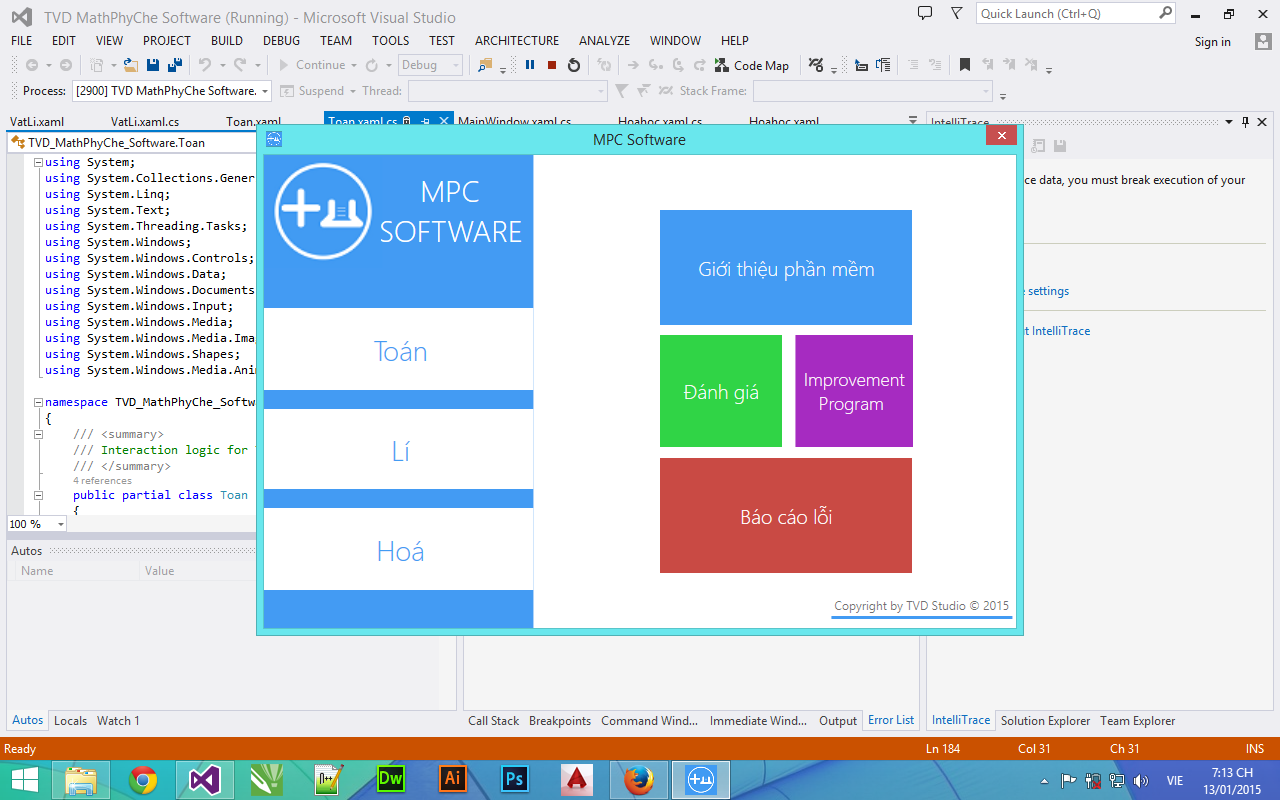 TVD MathPhyChe Software (Running) - Microsoft Visual Studio
Quick Launch (Ctrl+Q)
FILE EDIT VIEW PROJECT BUILD DEBUG TEAM TOOLS TEST ARCHITECTURE ANALYZE WINDOW HELP
Sign in
Continue Debug Code Map
Process: [2900] TVD MathPhyChe Software. Suspend Thread: Stack Frame:
VatLi.xaml VatLi.xaml.cs Toan.xaml Toan.xaml.cs MainWindow.xaml.cs Hoahoc.xaml.cs Hoahoc.xaml IntelliTrace
TVD_MathPhyChe_Software.Toan
using System;
using System.Collections.Gener
using System.Linq;
using System.Text;
using System.Threading.Tasks;
using System.Windows;
using System.Windows.Controls;
using System.Windows.Data;
using System.Windows.Documents
using System.Windows.Input;
using System.Windows.Media;
using System.Windows.Media.Ima
using System.Windows.Shapes;
using System.Windows.Media.Ani
namespace TVD_MathPhyChe_Softw
{
/// <summary>
/// Interaction logic for
/// </summary>
4 references
public partial class Toan
{
100 %
MPC Software
MPC
SOFTWARE
Toán
Lí
Hoá
Giới thiệu phần mềm
Đánh giá
Improvement
Program
Báo cáo lỗi
Copyright by TVD Studio © 2015
ce data, you must break execution of your
settings
t IntelliTrace
Autos
Name Value
Autos Locals Watch 1
Call Stack Breakpoints Command Wind... Immediate Wind... Output Error List
IntelliTrace Solution Explorer Team Explorer
Ready Ln 184 Col 31 Ch 31 INS
Dw Ai Ps
VIE
7:13 CH
13/01/2015